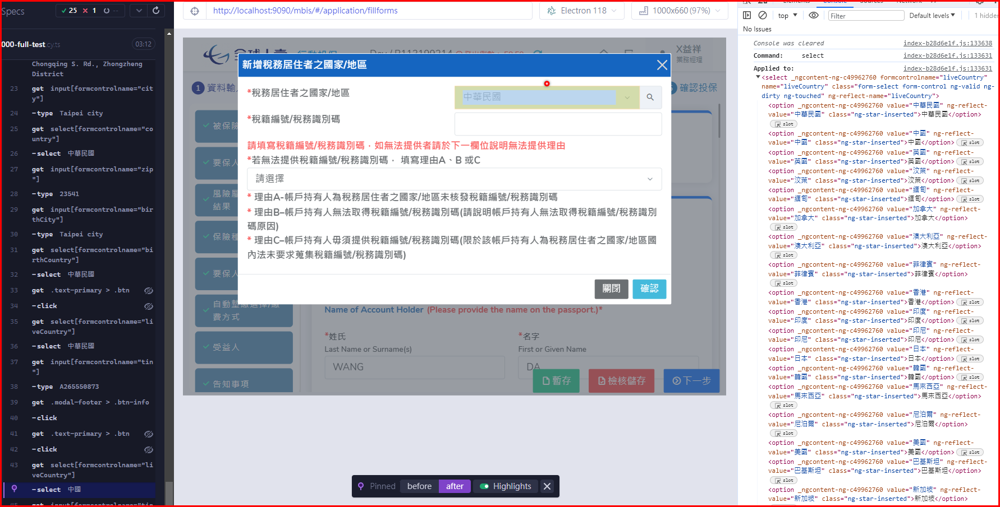 Specs
25
1
--
http://localhost:9090/mbis/#/application/fillforms
Electron 118
1000x660 (97%)
000-full-test.cy.ts
03:12
Chongqing S. Rd., Zhongzheng
District
23 get input[formcontrolname="cit
y"]
24 -type Taipei city
25 get select[formcontrolname="co
untry"]
26 -select 中華民國
27 get input[formcontrolname="zip
"]
28 -type 23541
29 get input[formcontrolname="bir
thCity"]
30 -type Taipei city
31 get select[formcontrolname="bi
rthCountry"]
32 -select 中華民國
33 get .text-primary > .btn
34 -click
35 get select[formcontrolname="li
veCountry"]
36 -select 中華民國
37 get input[formcontrolname="tin
"]
38 -type A265550873
39 get .modal-footer > .btn-info
40 -click
41 get .text-primary > .btn
42 -click
43 get select[formcontrolname="li
veCountry"]
-select 中國
X益祥
業務經理
1 資料輸
確認投保
被保險
要保人
風險屬
結果
保險種
要保人
費方式
受益人
告知事項
新增稅務居住者之國家/地區
*稅務居住者之國家/地區
中華民國
*稅籍編號/稅務識別碼
請填寫稅籍編號/稅務識別碼，如無法提供者請於下一欄位說明無法提供理由
*若無法提供稅籍編號/稅務識別碼， 填寫理由A、B 或C
請選擇
* 理由A-帳戶持有人為稅務居住者之國家/地區未核發稅籍編號/稅務識別碼
* 理由B–帳戶持有人無法取得稅籍編號/稅務識別碼(請說明帳戶持有人無法取得稅籍編號/稅務識別
碼原因)
* 理由C–帳戶持有人毋須提供稅籍編號/稅務識別碼(限於該帳戶持有人為稅務居住者之國家/地區國
內法未要求蒐集稅籍編號/稅務識別碼)
關閉
確認
Name of Account Holder (Please provide the name on the passport.)*
*姓氏
*名字
Last Name or Surname(s)
First or Given Name
WANG
DA
暫存
檢核儲存
下一步
Pinned before after Highlights
top
Filter
Default levels
1 hidden
No Issues
Console was cleared index-b28d6e1f.js:133638
Command: select index-b28d6e1f.js:133631
Applied to: index-b28d6e1f.js:133631
<select _ngcontent-ng-c49962760 formcontrolname="liveCountry"
name="liveCountry" class="form-select form-control ng-valid ng-
dirty ng-touched" ng-reflect-name="liveCountry">
<option _ngcontent-ng-c49962760 value="中華民國" ng-reflect-
value="中華民國" class="ng-star-inserted">中華民國</option>
slot
<option _ngcontent-ng-c49962760 value="中國" ng-reflect-
value="中國" class="ng-star-inserted">中國</option> slot
<option _ngcontent-ng-c49962760 value="英國" ng-reflect-
value="英國" class="ng-star-inserted">英國</option> slot
<option _ngcontent-ng-c49962760 value="汶萊" ng-reflect-
value="汶萊" class="ng-star-inserted">汶萊</option> slot
<option _ngcontent-ng-c49962760 value="緬甸" ng-reflect-
value="緬甸" class="ng-star-inserted">緬甸</option> slot
<option _ngcontent-ng-c49962760 value="加拿大" ng-reflect-
value="加拿大" class="ng-star-inserted">加拿大</option>
slot
<option _ngcontent-ng-c49962760 value="澳大利亞" ng-reflect-
value="澳大利亞" class="ng-star-inserted">澳大利亞</option>
slot
<option _ngcontent-ng-c49962760 value="菲律賓" ng-reflect-
value="菲律賓" class="ng-star-inserted">菲律賓</option>
slot
<option _ngcontent-ng-c49962760 value="香港" ng-reflect-
value="香港" class="ng-star-inserted">香港</option> slot
<option _ngcontent-ng-c49962760 value="印度" ng-reflect-
value="印度" class="ng-star-inserted">印度</option> slot
<option _ngcontent-ng-c49962760 value="印尼" ng-reflect-
value="印尼" class="ng-star-inserted">印尼</option> slot
<option _ngcontent-ng-c49962760 value="日本" ng-reflect-
value="日本" class="ng-star-inserted">日本</option> slot
<option _ngcontent-ng-c49962760 value="韓國" ng-reflect-
value="韓國" class="ng-star-inserted">韓國</option> slot
<option _ngcontent-ng-c49962760 value="馬來西亞" ng-reflect-
value="馬來西亞" class="ng-star-inserted">馬來西亞</option>
slot
<option _ngcontent-ng-c49962760 value="尼泊爾" ng-reflect-
value="尼泊爾" class="ng-star-inserted">尼泊爾</option>
slot
<option _ngcontent-ng-c49962760 value="美國" ng-reflect-
value="美國" class="ng-star-inserted">美國</option> slot
<option _ngcontent-ng-c49962760 value="巴基斯坦" ng-reflect-
value="巴基斯坦" class="ng-star-inserted">巴基斯坦</option>
slot
<option _ngcontent-ng-c49962760 value="新加坡" ng-reflect-
value="新加坡" class="ng-star-inserted">新加坡</option>